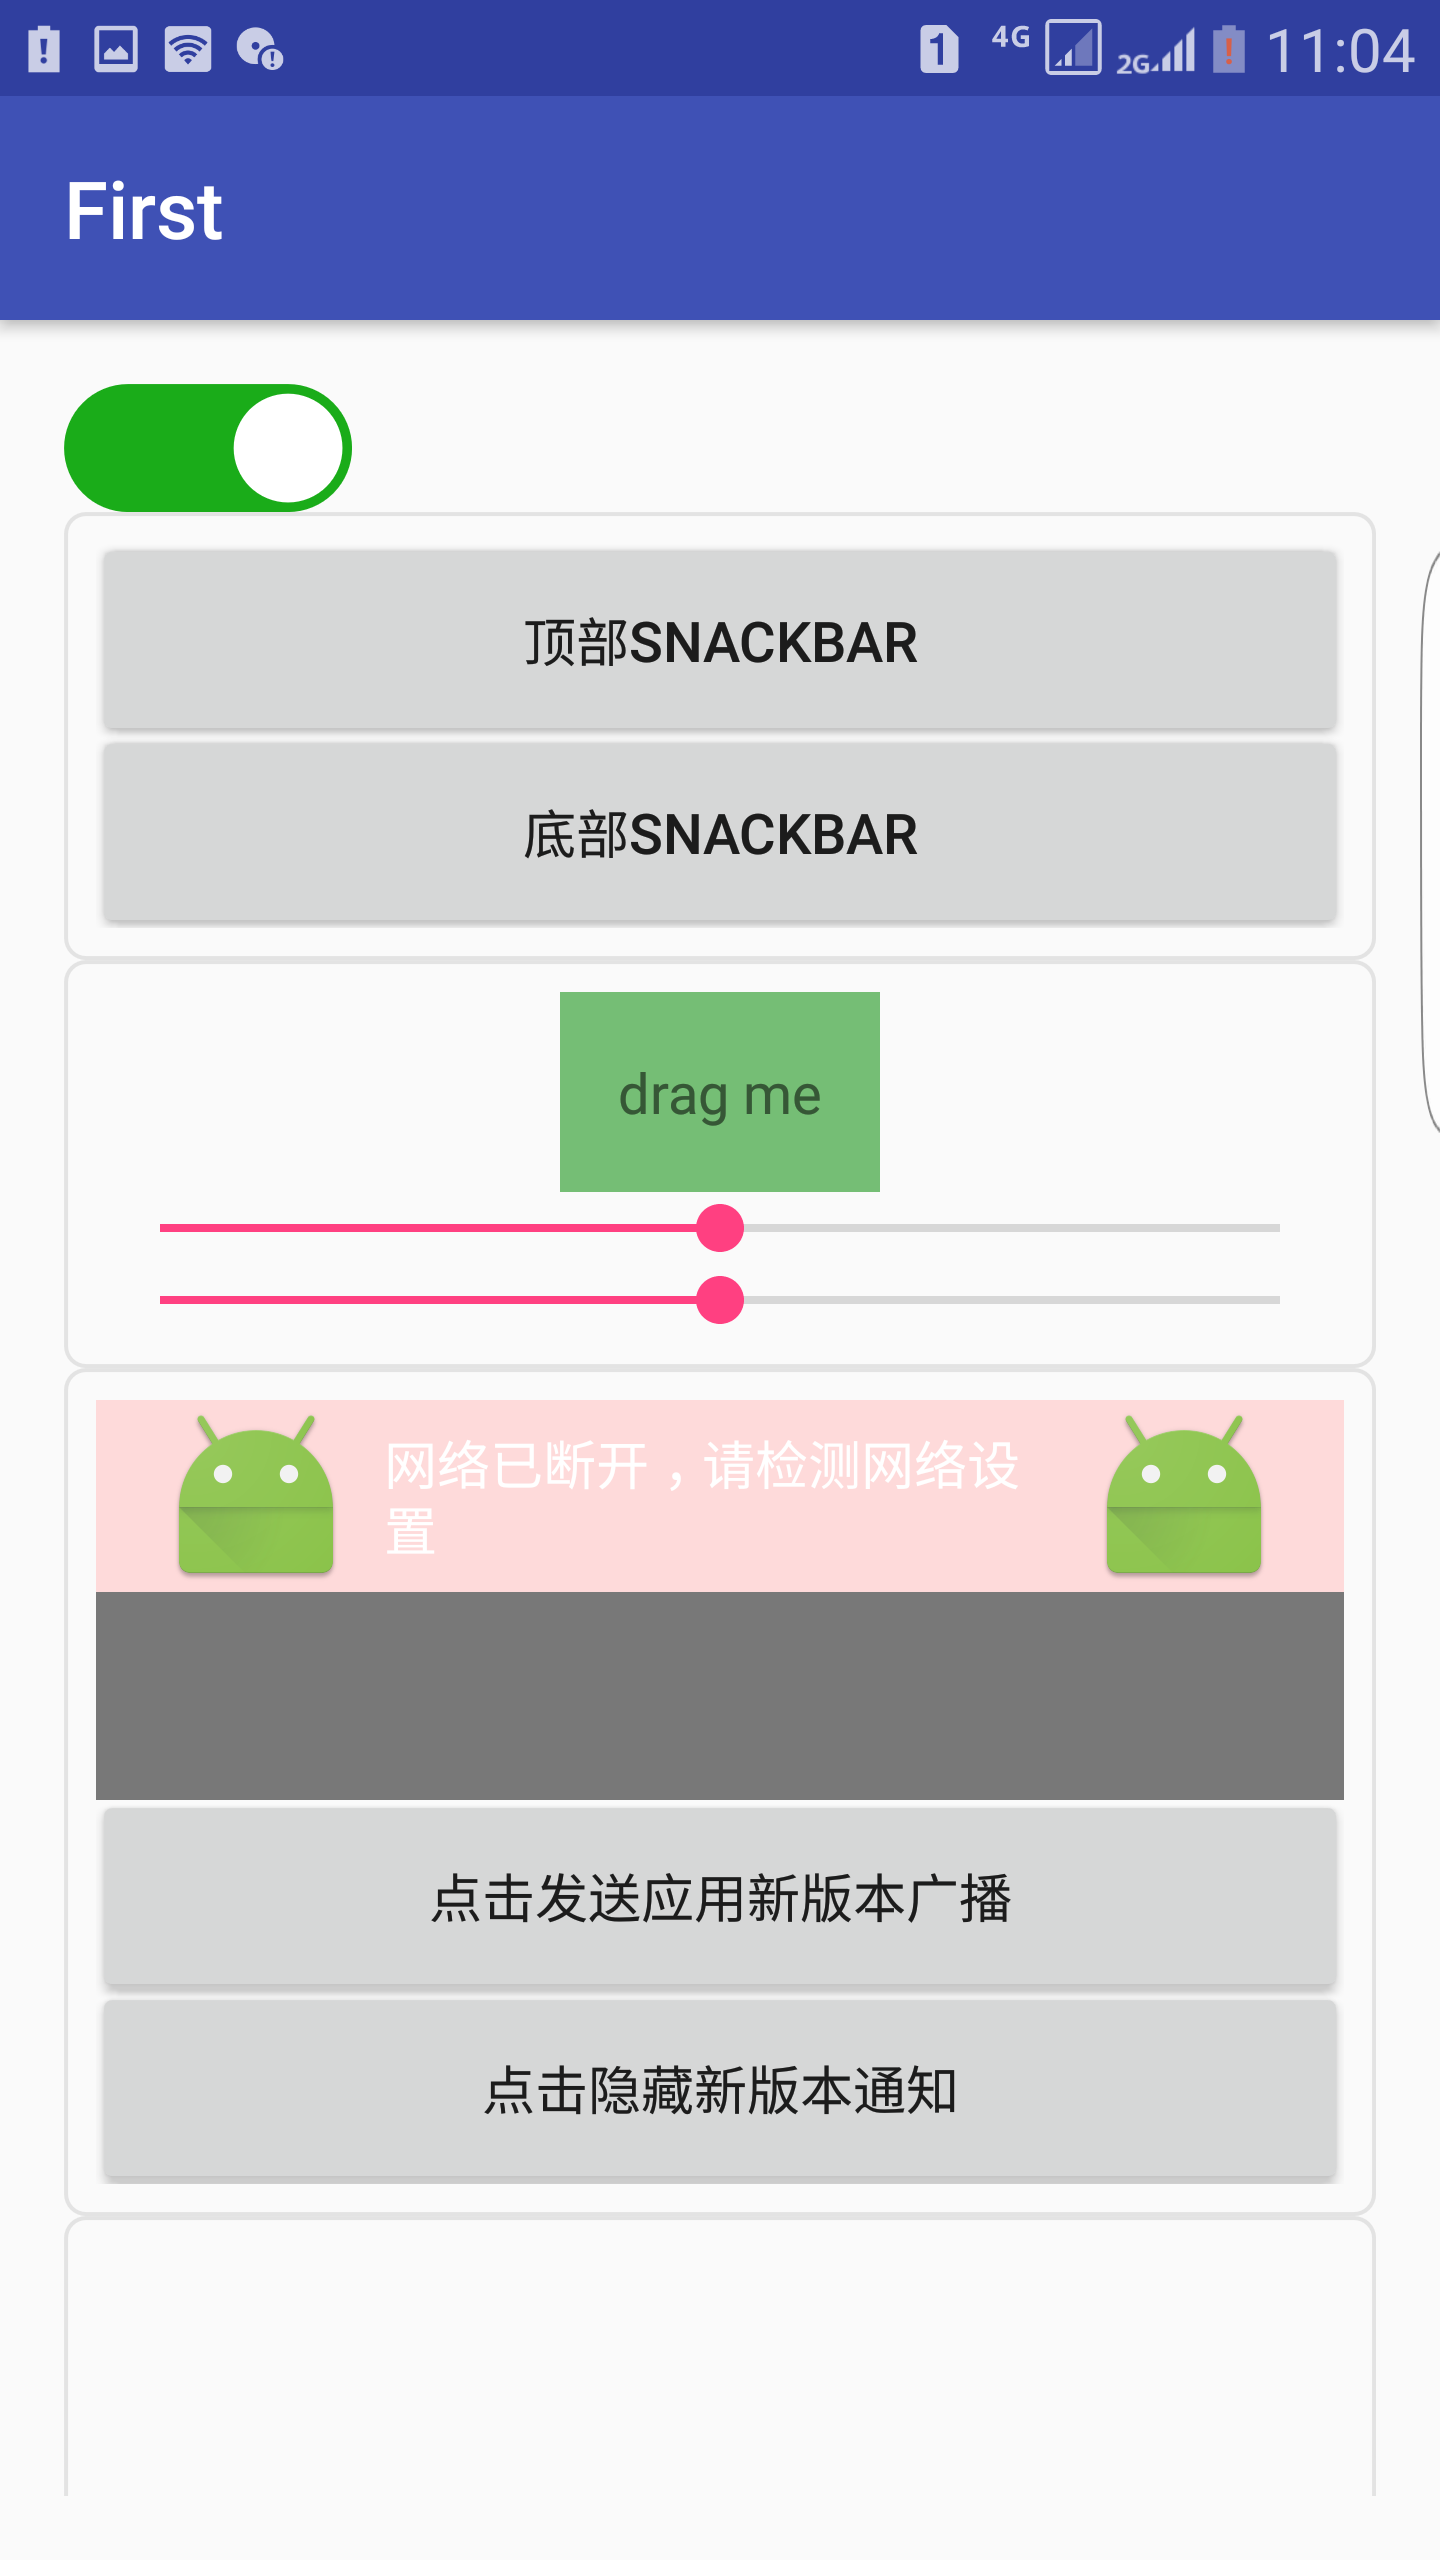 1 4G 2G 11:04
First
顶部SNACKBAR
底部SNACKBAR
drag me
网络已断开，请检测网络设
置
点击发送应用新版本广播
点击隐藏新版本通知